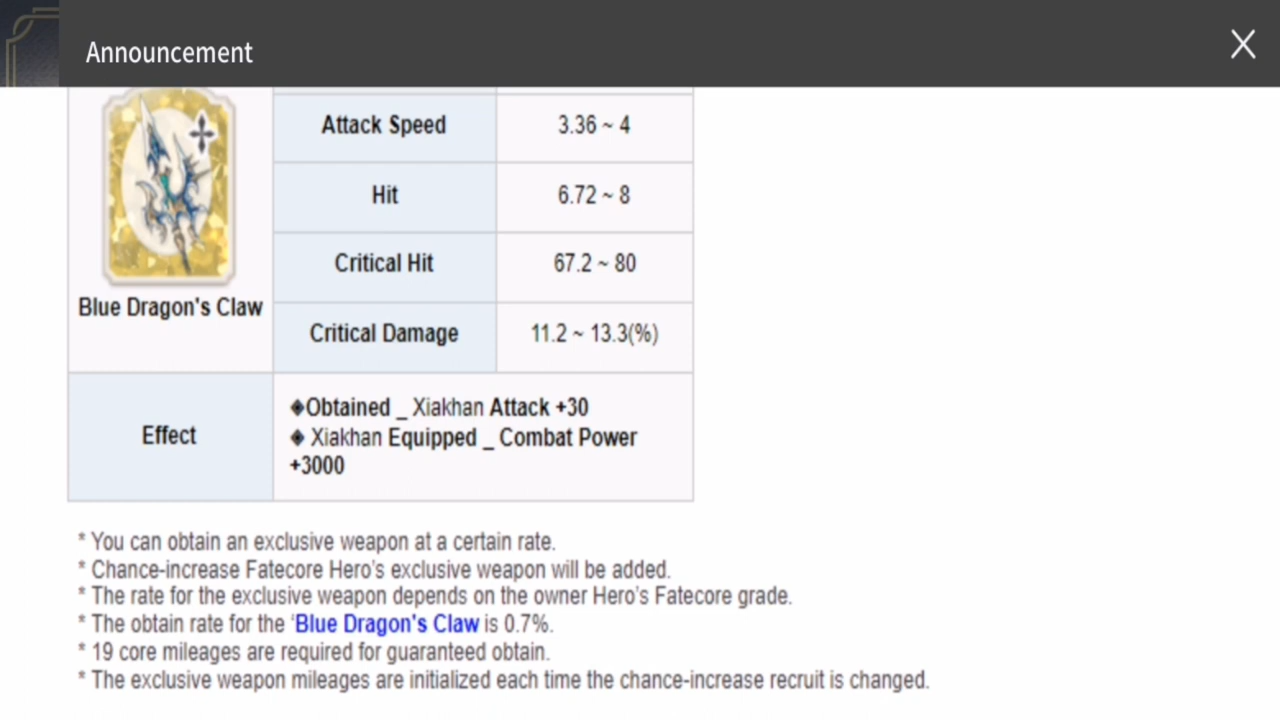 Announcement
Attack Speed 3.36 ~ 4
Hit 6.72 ~ 8
Critical Hit 67.2 ~ 80
Blue Dragon's Claw
Critical Damage 11.2 ~ 13.3(%)
Effect
◈Obtained _ Xiakhan Attack +30
◈ Xiakhan Equipped _ Combat Power
+3000
* You can obtain an exclusive weapon at a certain rate.
* Chance-increase Fatecore Hero's exclusive weapon will be added.
* The rate for the exclusive weapon depends on the owner Hero's Fatecore grade.
* The obtain rate for the 'Blue Dragon's Claw is 0.7%.
* 19 core mileages are required for guaranteed obtain.
* The exclusive weapon mileages are initialized each time the chance-increase recruit is changed.